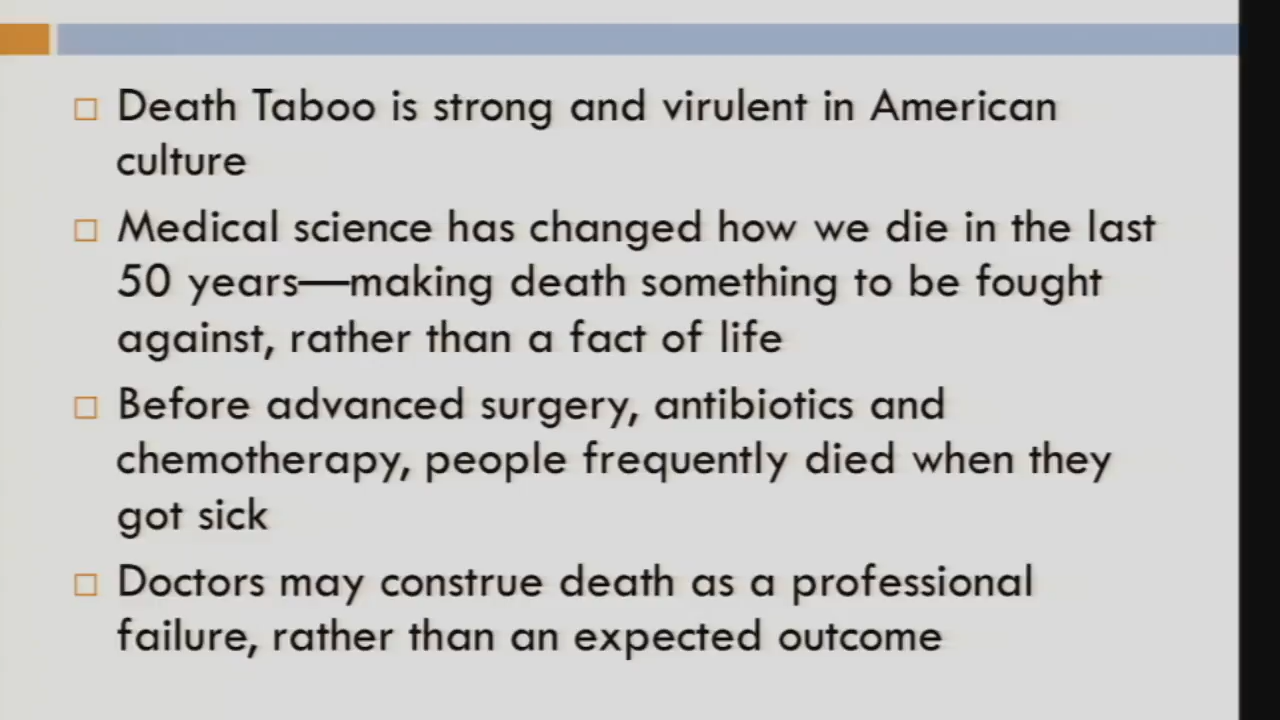 Death Taboo is strong and virulent in American
culture
Medical science has changed how we die in the last
50 years—making death something to be fought
against, rather than a fact of life
Before advanced surgery, antibiotics and
chemotherapy, people frequently died when they
got sick
Doctors may construe death as a professional
failure, rather than an expected outcome